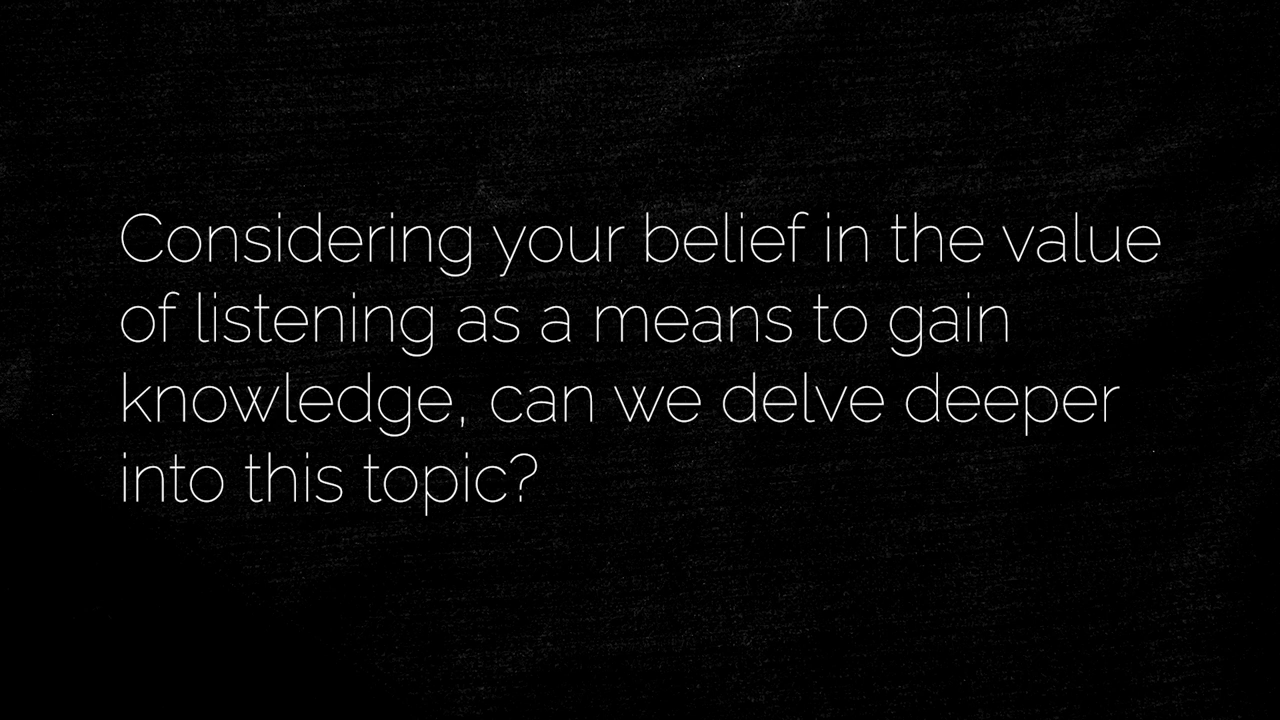 Considering your belief in the value
of listening as a means to gain
knowledge, can we delve deeper
into this topic?